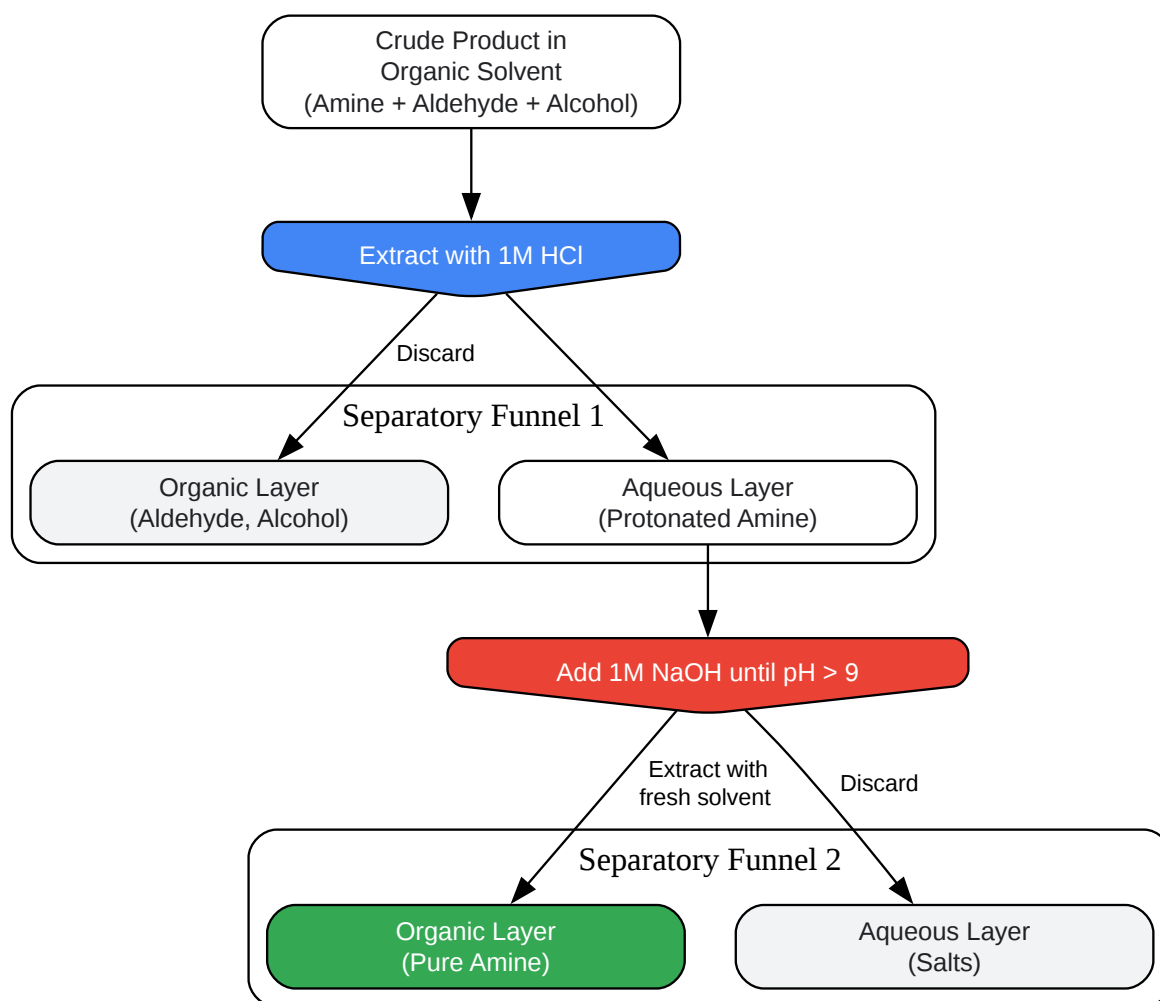 Crude Product in
Organic Solvent
(Amine + Aldehyde + Alcohol)
Extract with 1M HCl
Discard
Separatory Funnel 1
Organic Layer
(Aldehyde, Alcohol)
Aqueous Layer
(Protonated Amine)
Add 1M NaOH until pH > 9
Extract with
fresh solvent
Discard
Separatory Funnel 2
Organic Layer
(Pure Amine)
Aqueous Layer
(Salts)